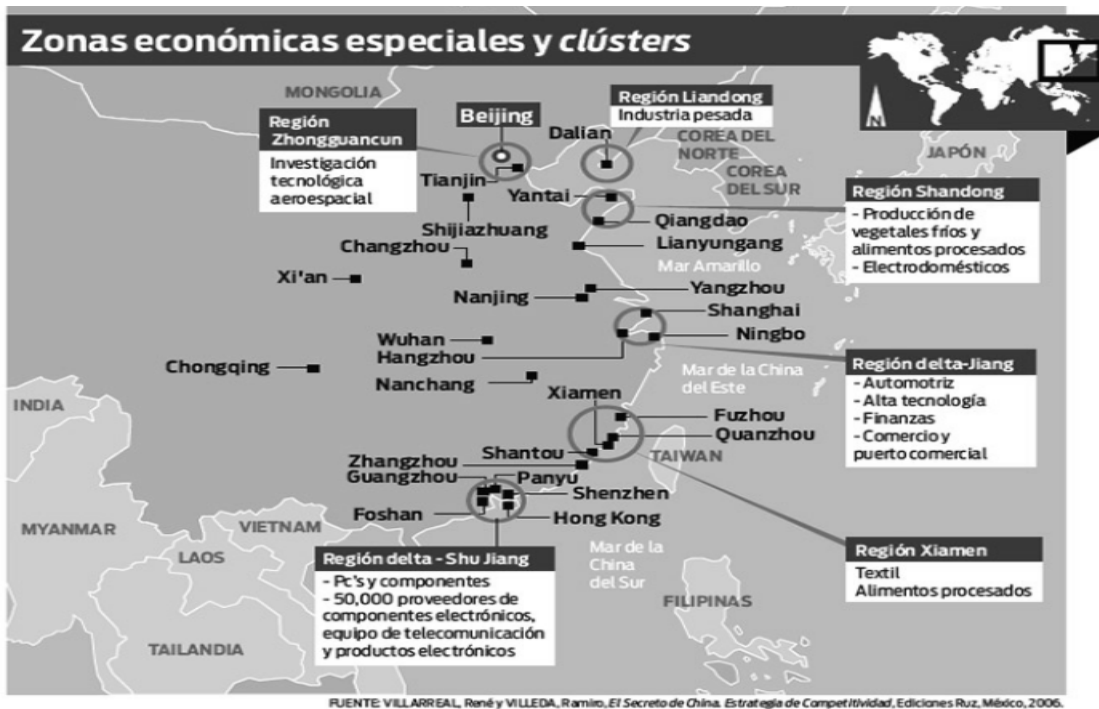 Zonas económicas especiales y clústers
N
MONGOLIA
Región
Zhongguancun
Investigación
tecnológica
aeroespacial
Beijing
Región Liandong
Industria pesada
Dalian
COREA DEL
NORTE
COREA
DEL SUR
JAPÓN
Tianjin
Yantai
Región Shandong
- Producción de
vegetales fríos y
alimentos procesados
- Electrodomésticos
Shijiazhuang
Qiangdao
Changzhou
Lianyungang
Mar Amarillo
Xi'an
Yangzhou
Nanjing
Shanghai
Wuhan
Ningbo
Hangzhou
Chongqing
Nanchang
Mar de la China
del Este
Región delta-Jiang
- Automotriz
- Alta tecnología
- Finanzas
- Comercio y
puerto comercial
INDIA
Xiamen
Fuzhou
Quanzhou
Shantou
TAIWAN
Zhangzhou
Guangzhou
Panyu
Shenzhen
Foshan
Hong Kong
MYANMAR
VIETNAM
LAOS
Región delta - Shu Jiang
- Pc's y componentes
- 50,000 proveedores de
componentes electrónicos,
equipo de telecomunicación
y productos electrónicos
Mar de la
China
del Sur
Región Xiamen
Textil
Alimentos procesados
FILIPINAS
TAILANDIA
FUENTE: VILLARREAL, René y VILLEDA, Ramiro, El Secreto de China. Estrategia de Competitividad, Ediciones Ruz, México, 2006.